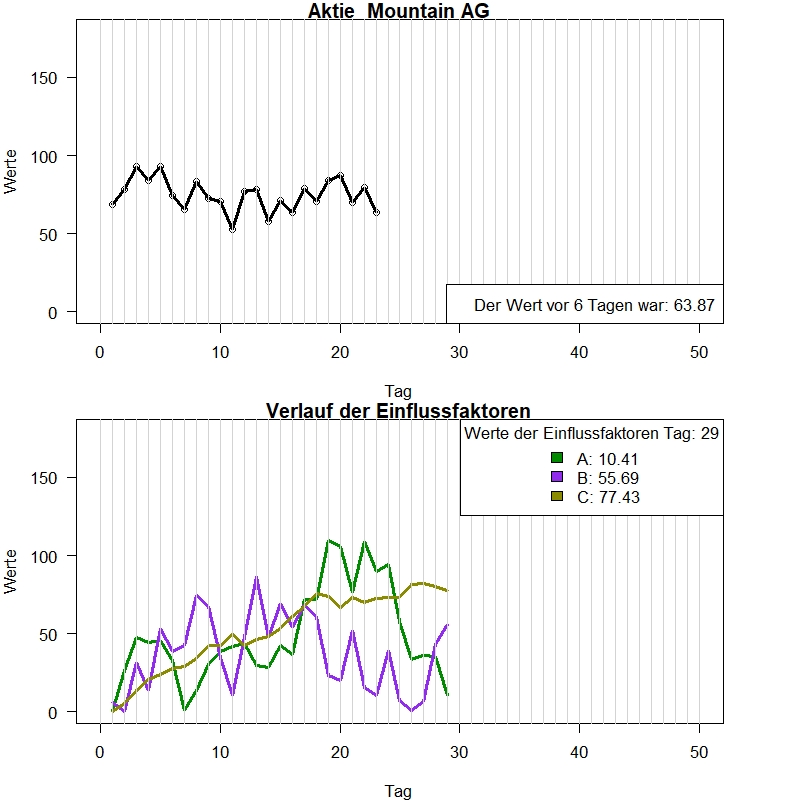 Aktie  Mountain AG
Werte
150
100
50
0
Der Wert vor 6 Tagen war: 63.87
0 10 20 30 40 50
Tag
Verlauf der Einflussfaktoren
Werte
150
100
50
0
Werte der Einflussfaktoren Tag: 29
A: 10.41
B: 55.69
C: 77.43
0 10 20 30 40 50
Tag